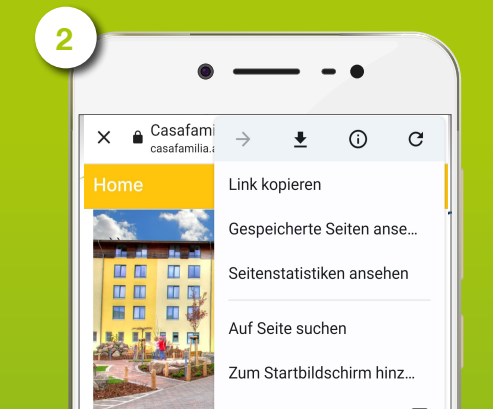 2
Casafami
casafamilia.a
Home
Link kopieren
Gespeicherte Seiten anse...
Seitenstatistiken ansehen
Auf Seite suchen
Zum Startbildschirm hinz...